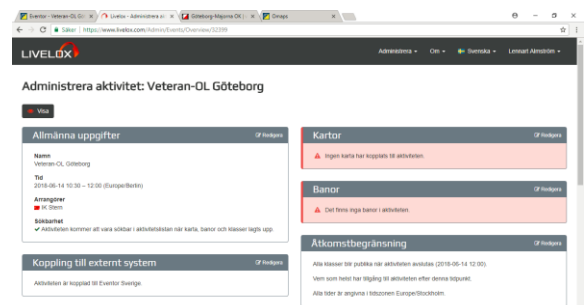 Eventor - Veteran-OL Gö
Livelox - Administrera ak
Göteborg-Majorna OK |
Omaps
Säker | https://www.livelox.com/Admin/Events/Overview/32399
LIVELOX
Administrera
Om
Svenska
Lennart Almström
Administrera aktivitet: Veteran-OL Göteborg
Visa
Allmänna uppgifter
Redigera
Namn
Veteran-OL, Göteborg
Tid
2018-06-14 10:30 – 12:00 (Europe/Berlin)
Arrangörer
IK Stern
Sökbarhet
Aktiviteten kommer att vara sökbar i aktivitetslistan när karta, banor och klasser lagts upp.
Koppling till externt system
Redigera
Aktiviteten är kopplad till Eventor Sverige.
Kartor
Redigera
Ingen karta har kopplats till aktiviteten.
Banor
Redigera
Det finns inga banor i aktiviteten.
Åtkomstbegränsning
Redigera
Alla klasser blir publika när aktiviteten avslutas (2018-06-14 12:00).
Vem som helst har tillgång till aktiviteten efter denna tidpunkt.
Alla tider är angivna i tidszonen Europe/Stockholm.